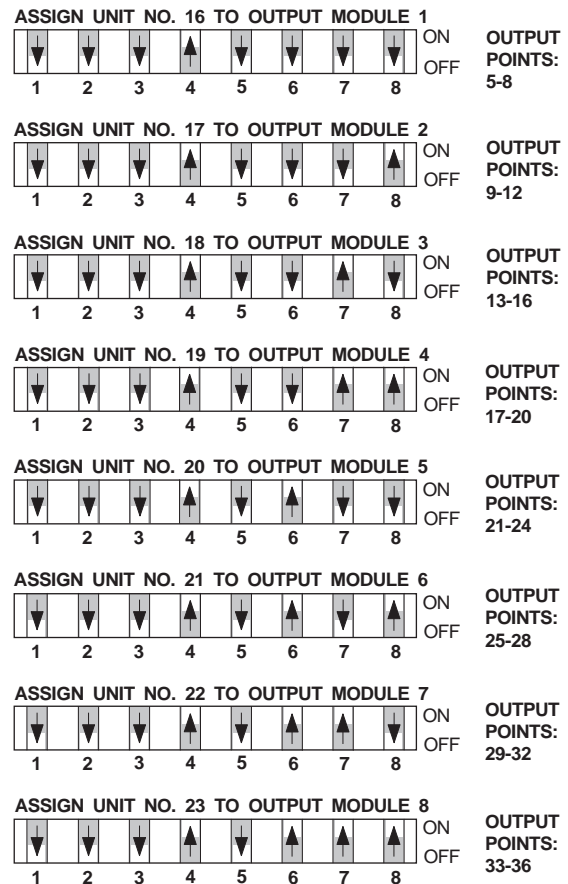 ASSIGN UNIT NO. 16 TO OUTPUT MODULE 1
ON
OFF
1 2 3 4 5 6 7 8
OUTPUT
POINTS:
5-8
ASSIGN UNIT NO. 17 TO OUTPUT MODULE 2
ON
OFF
1 2 3 4 5 6 7 8
OUTPUT
POINTS:
9-12
ASSIGN UNIT NO. 18 TO OUTPUT MODULE 3
ON
OFF
1 2 3 4 5 6 7 8
OUTPUT
POINTS:
13-16
ASSIGN UNIT NO. 19 TO OUTPUT MODULE 4
ON
OFF
1 2 3 4 5 6 7 8
OUTPUT
POINTS:
17-20
ASSIGN UNIT NO. 20 TO OUTPUT MODULE 5
ON
OFF
1 2 3 4 5 6 7 8
OUTPUT
POINTS:
21-24
ASSIGN UNIT NO. 21 TO OUTPUT MODULE 6
ON
OFF
1 2 3 4 5 6 7 8
OUTPUT
POINTS:
25-28
ASSIGN UNIT NO. 22 TO OUTPUT MODULE 7
ON
OFF
1 2 3 4 5 6 7 8
OUTPUT
POINTS:
29-32
ASSIGN UNIT NO. 23 TO OUTPUT MODULE 8
ON
OFF
1 2 3 4 5 6 7 8
OUTPUT
POINTS:
33-36